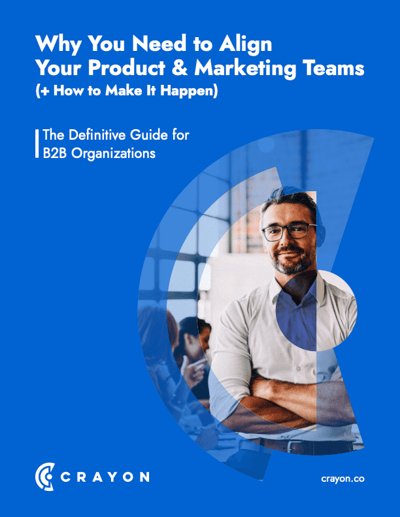 Why You Need to Align
Your Product & Marketing Teams
(+ How to Make It Happen)
The Definitive Guide for
B2B Organizations
CRAYON
crayon.co